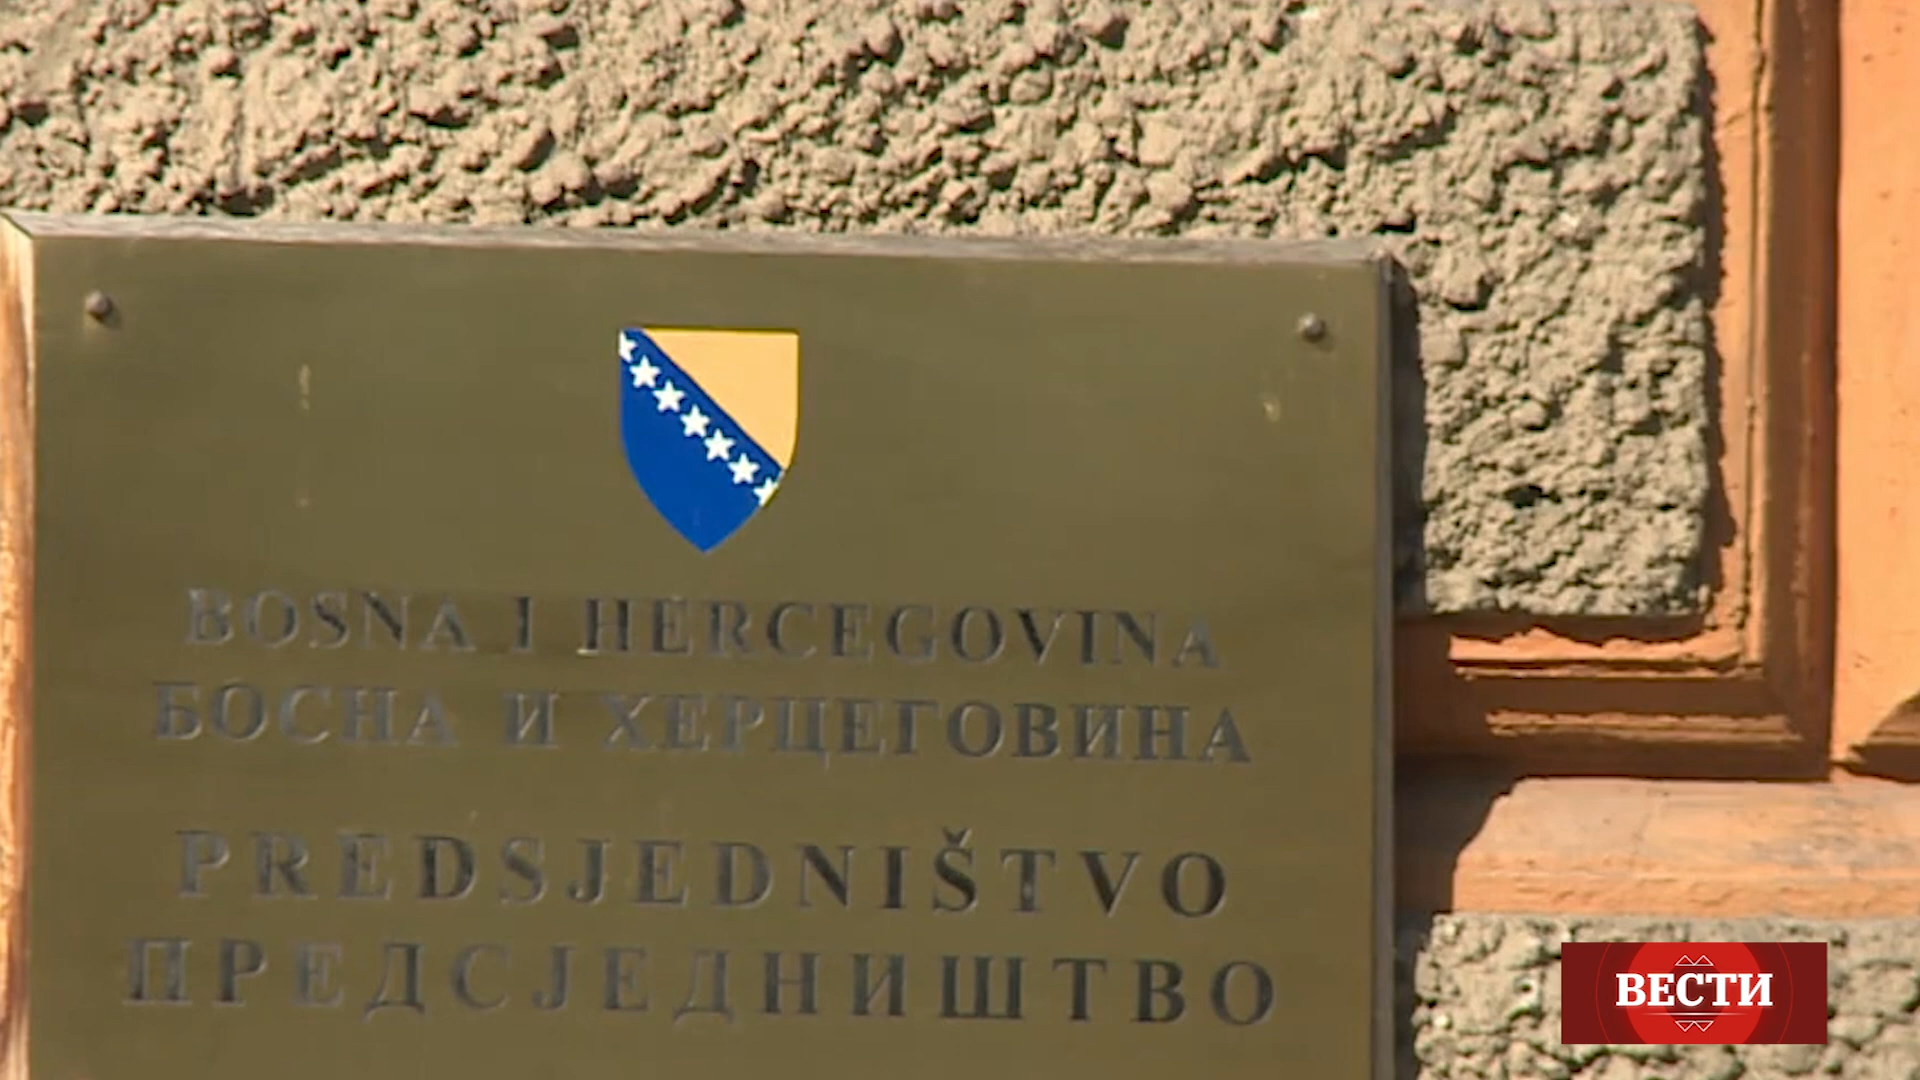 BOSNA I HERCEGOVINA
БОСНА И ХЕРЦЕГОВИНА
PREDSJEDNIŠTVO
ПРЕДСЈЕДНИШТВО
ВЕСТИ